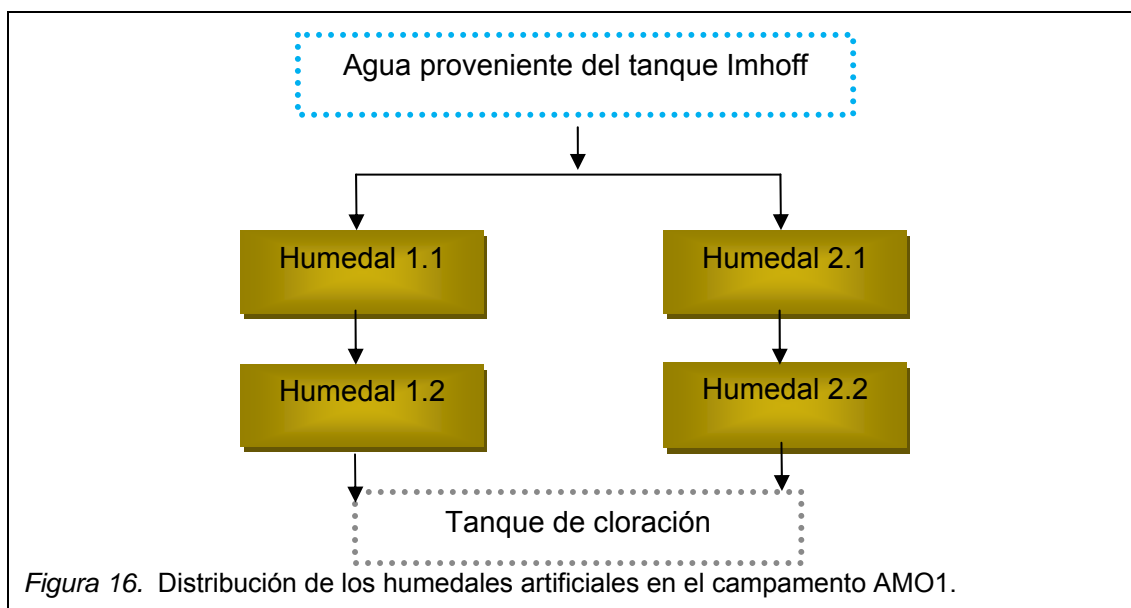 Agua proveniente del tanque Imhoff
Humedal 1.1
Humedal 2.1
Humedal 1.2
Humedal 2.2
Tanque de cloración
Figura 16. Distribución de los humedales artificiales en el campamento AMO1.